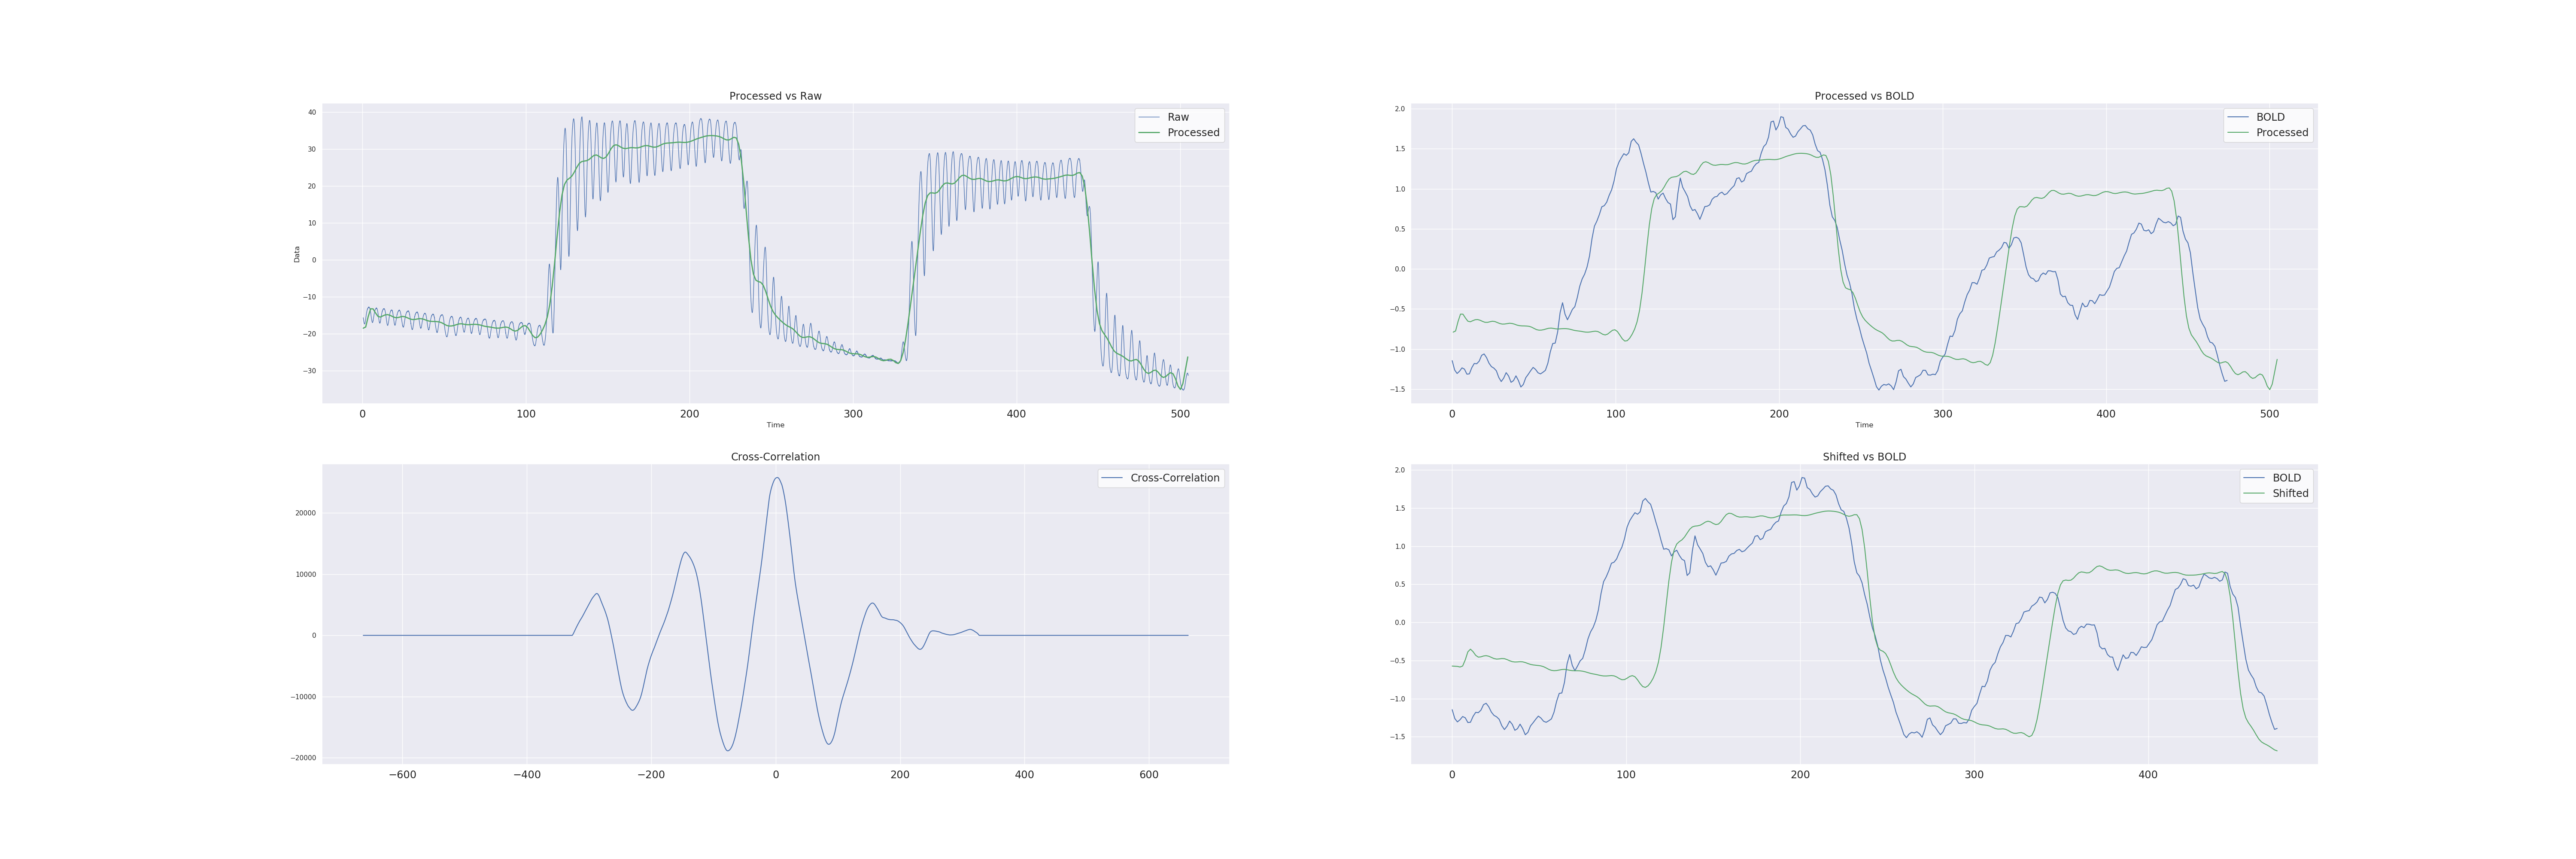 Processed vs Raw
40
30
20
10
0
−10
−20
−30
Data
Raw
Processed
0 100 200 300 400 500
Time
Processed vs BOLD
2.0
1.5
1.0
0.5
0.0
−0.5
−1.0
−1.5
BOLD
Processed
0 100 200 300 400 500
Time
Cross-Correlation
20000
10000
0
−10000
−20000
Cross-Correlation
−600 −400 −200 0 200 400 600
Shifted vs BOLD
2.0
1.5
1.0
0.5
0.0
−0.5
−1.0
−1.5
BOLD
Shifted
0 100 200 300 400